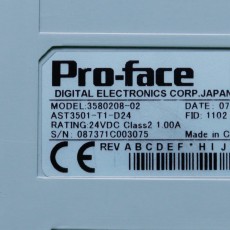 Pro-face
DIGITAL ELECTRONICS CORP. JAPAN
MODEL:3580208-02 DATE : 07
AST3501-T1-D24 FID: 1102
RATING:24VDC Class2 1.00A
S/N: 087371C003075 Made in C
CE REV A B C D E F * H I J